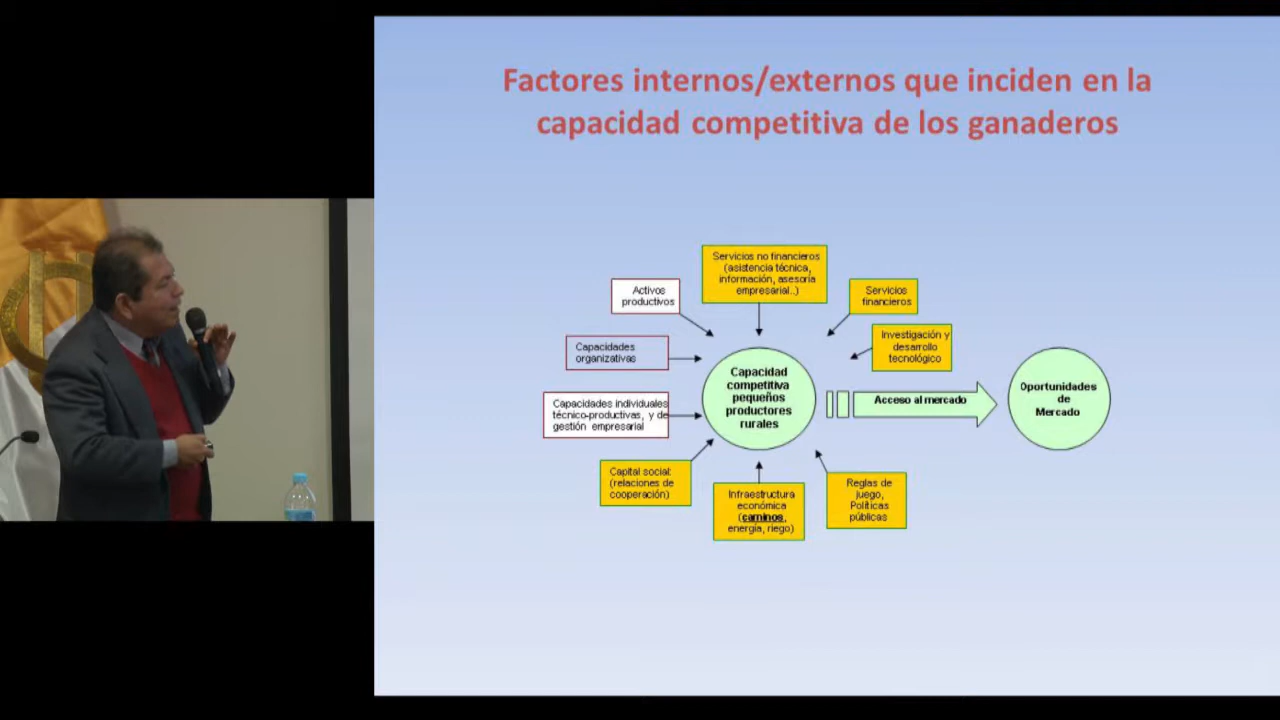 Factores internos/externos que inciden en la
capacidad competitiva de los ganaderos
Servicios no financieros
(asistencia técnica,
información, asesoría
empresarial..)
Activos
productivos
Servicios
financieros
Capacidades
organizativas
Investigación y
desarrollo
tecnológico
Capacidades individuales
técnico-productivas, y de
gestión empresarial
Capacidad
competitiva
pequeños
productores
rurales
Acceso al mercado
Oportunidades
de
Mercado
Capital social:
(relaciones de
cooperación)
Infraestructura
económica
(caminos,
energía, riego)
Reglas de
juego,
Políticas
públicas